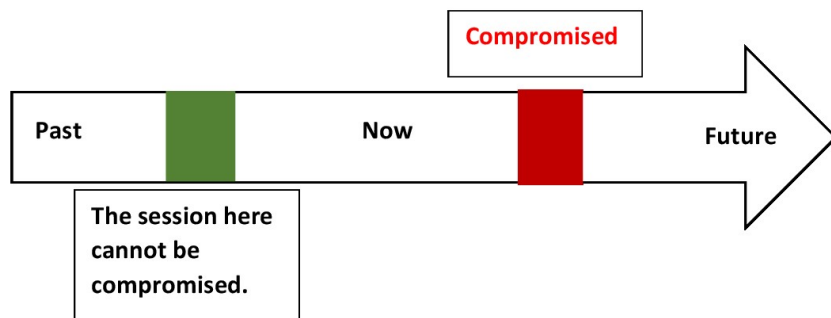 Compromised
Past
Now
Future
The session here
cannot be
compromised.